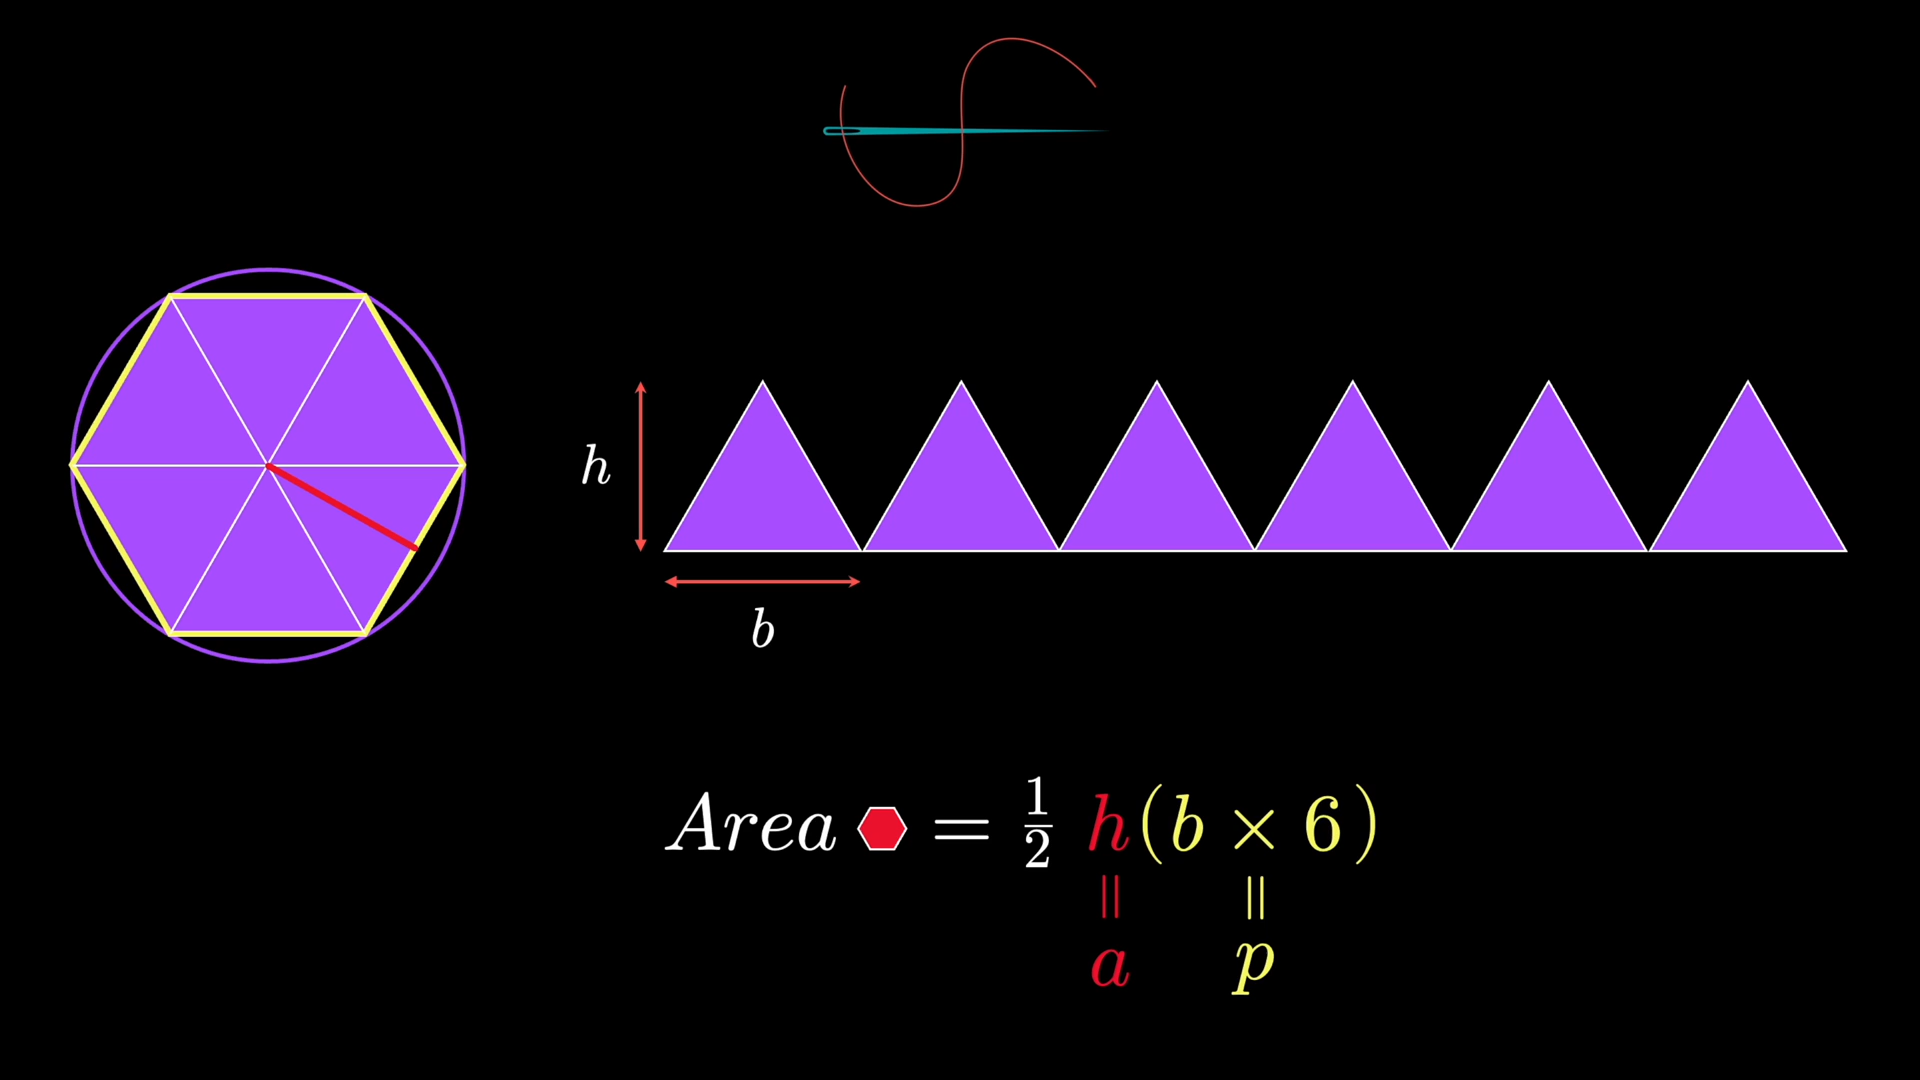 h
b
Area = 1/2 h(b × 6)
|| ||
a p